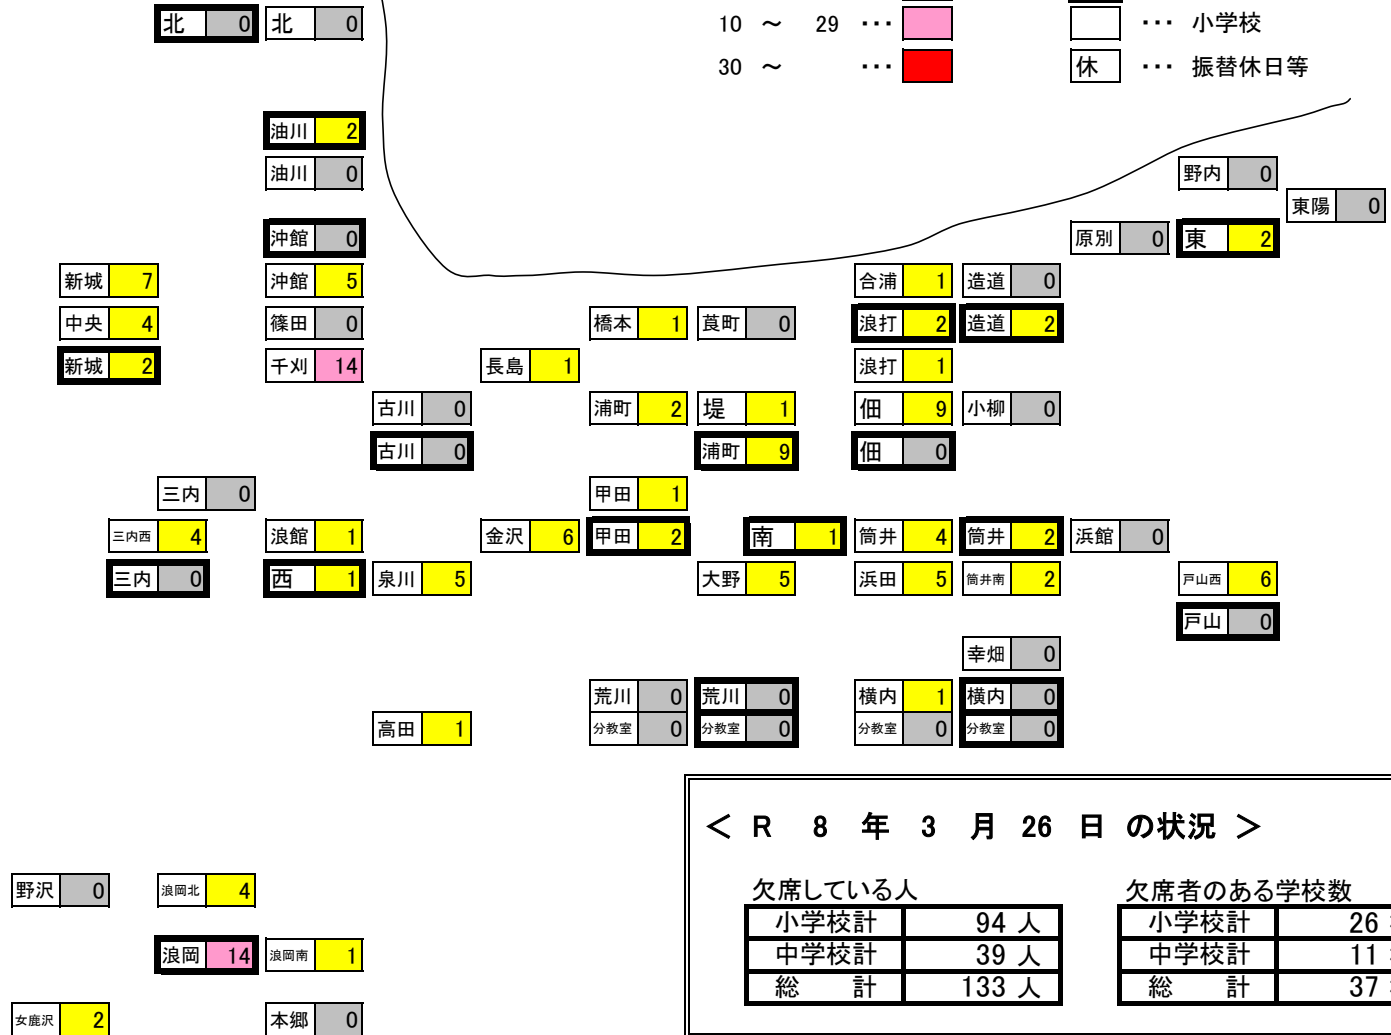 北 0 北 0 10 ～ 29 ・・・ ・・・ 小学校
30 ～ ・・・ 休 ・・・ 振替休日等
油川 2
油川 0 野内 0
東陽 0
沖館 0 原別 0 東 2
新城 7 沖館 5 合浦 1 造道 0
中央 4 篠田 0 橋本 1 莨町 0 浪打 2 造道 2
新城 2 千刈 14 長島 1 浪打 1
古川 0 浦町 2 堤 1 佃 9 小柳 0
古川 0 浦町 9 佃 0
三内 0 甲田 1
三内西 4 浪館 1 金沢 6 甲田 2 南 1 筒井 4 筒井 2 浜館 0
三内 0 西 1 泉川 5 大野 5 浜田 5 筒井南 2 戸山西 6
戸山 0
幸畑 0
荒川 0 荒川 0 横内 1 横内 0
高田 1 分教室 0 分教室 0 分教室 0 分教室 0
＜ R 8 年 3 月 26 日 の状況 ＞
野沢 0 浪岡北 4 欠席している人 欠席者のある学校数
小学校計 94 人 小学校計 26
浪岡 14 浪岡南 1 中学校計 39 人 中学校計 11
総 計 133 人 総 計 37
女鹿沢 2 本郷 0